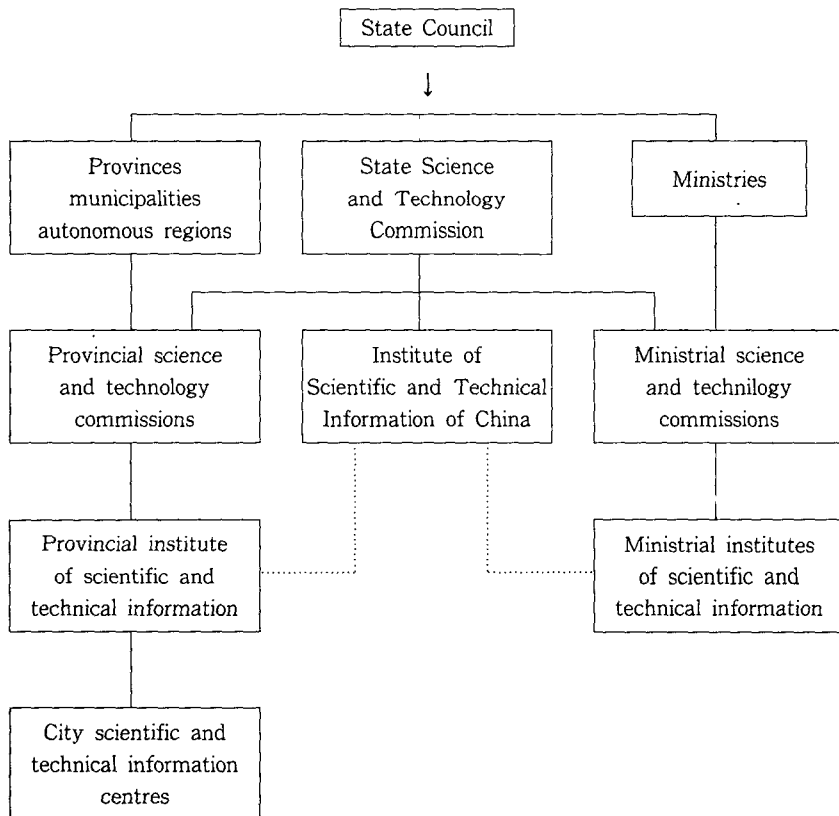 State Council
↓
Provinces
municipalities
autonomous regions
State Science
and Technology
Commission
Ministries
Provincial science
and technology
commissions
Institute of
Scientific and Technical
Information of China
Ministrial science
and technilogy
commissions
Provincial institute
of scientific and
technical information
Ministrial institutes
of scientific and
technical information
City scientific and
technical information
centres